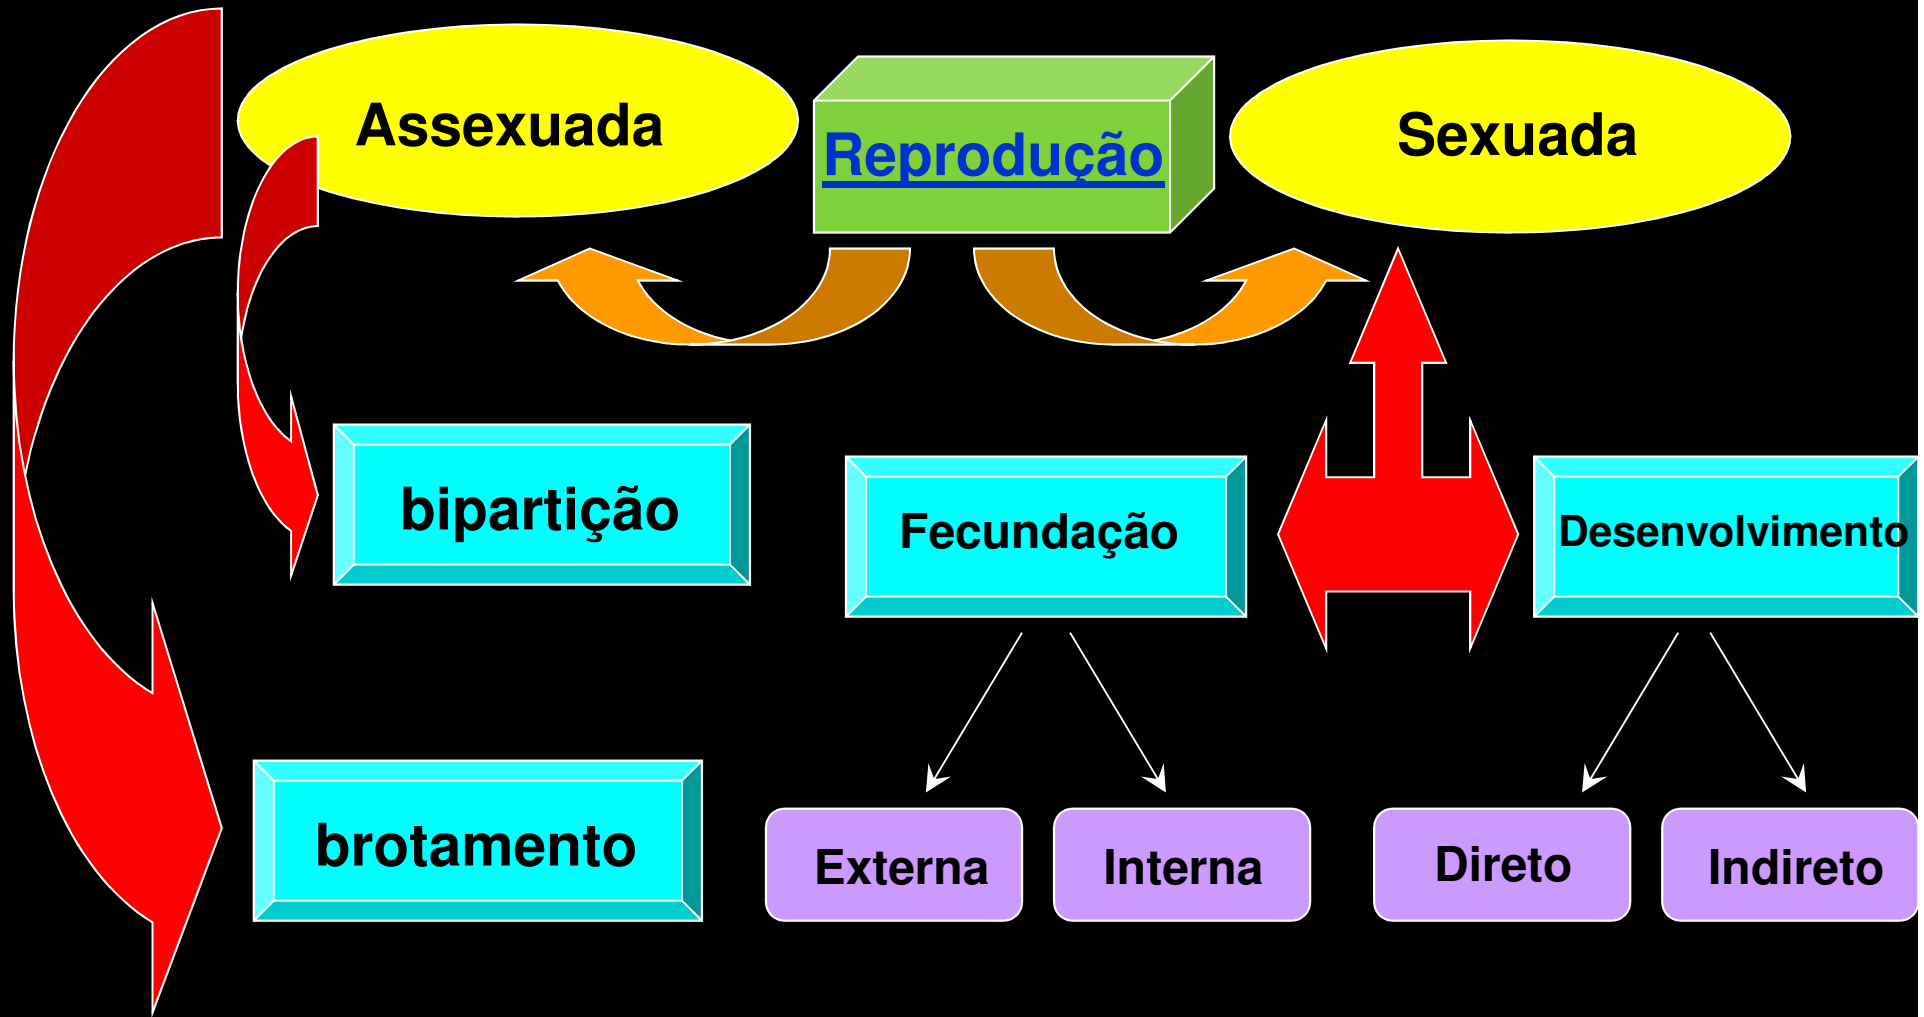 Assexuada
Reprodução
Sexuada
bipartição
Fecundação
Desenvolvimento
brotamento
Externa
Interna
Direto
Indireto